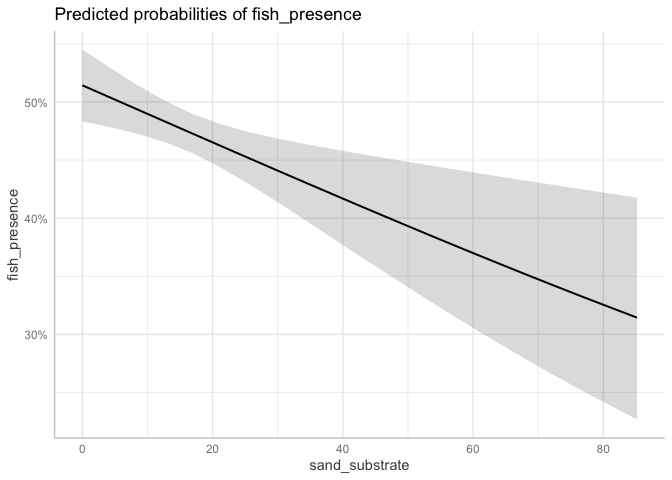 Predicted probabilities of fish_presence
50%
40%
30%
fish_presence
0 20 40 60 80
sand_substrate